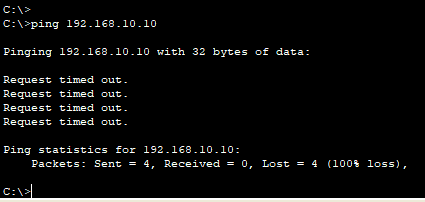 C:\>
C:\>ping 192.168.10.10
Pinging 192.168.10.10 with 32 bytes of data:
Request timed out.
Request timed out.
Request timed out.
Request timed out.
Ping statistics for 192.168.10.10:
    Packets: Sent = 4, Received = 0, Lost = 4 (100% loss),
C:\>